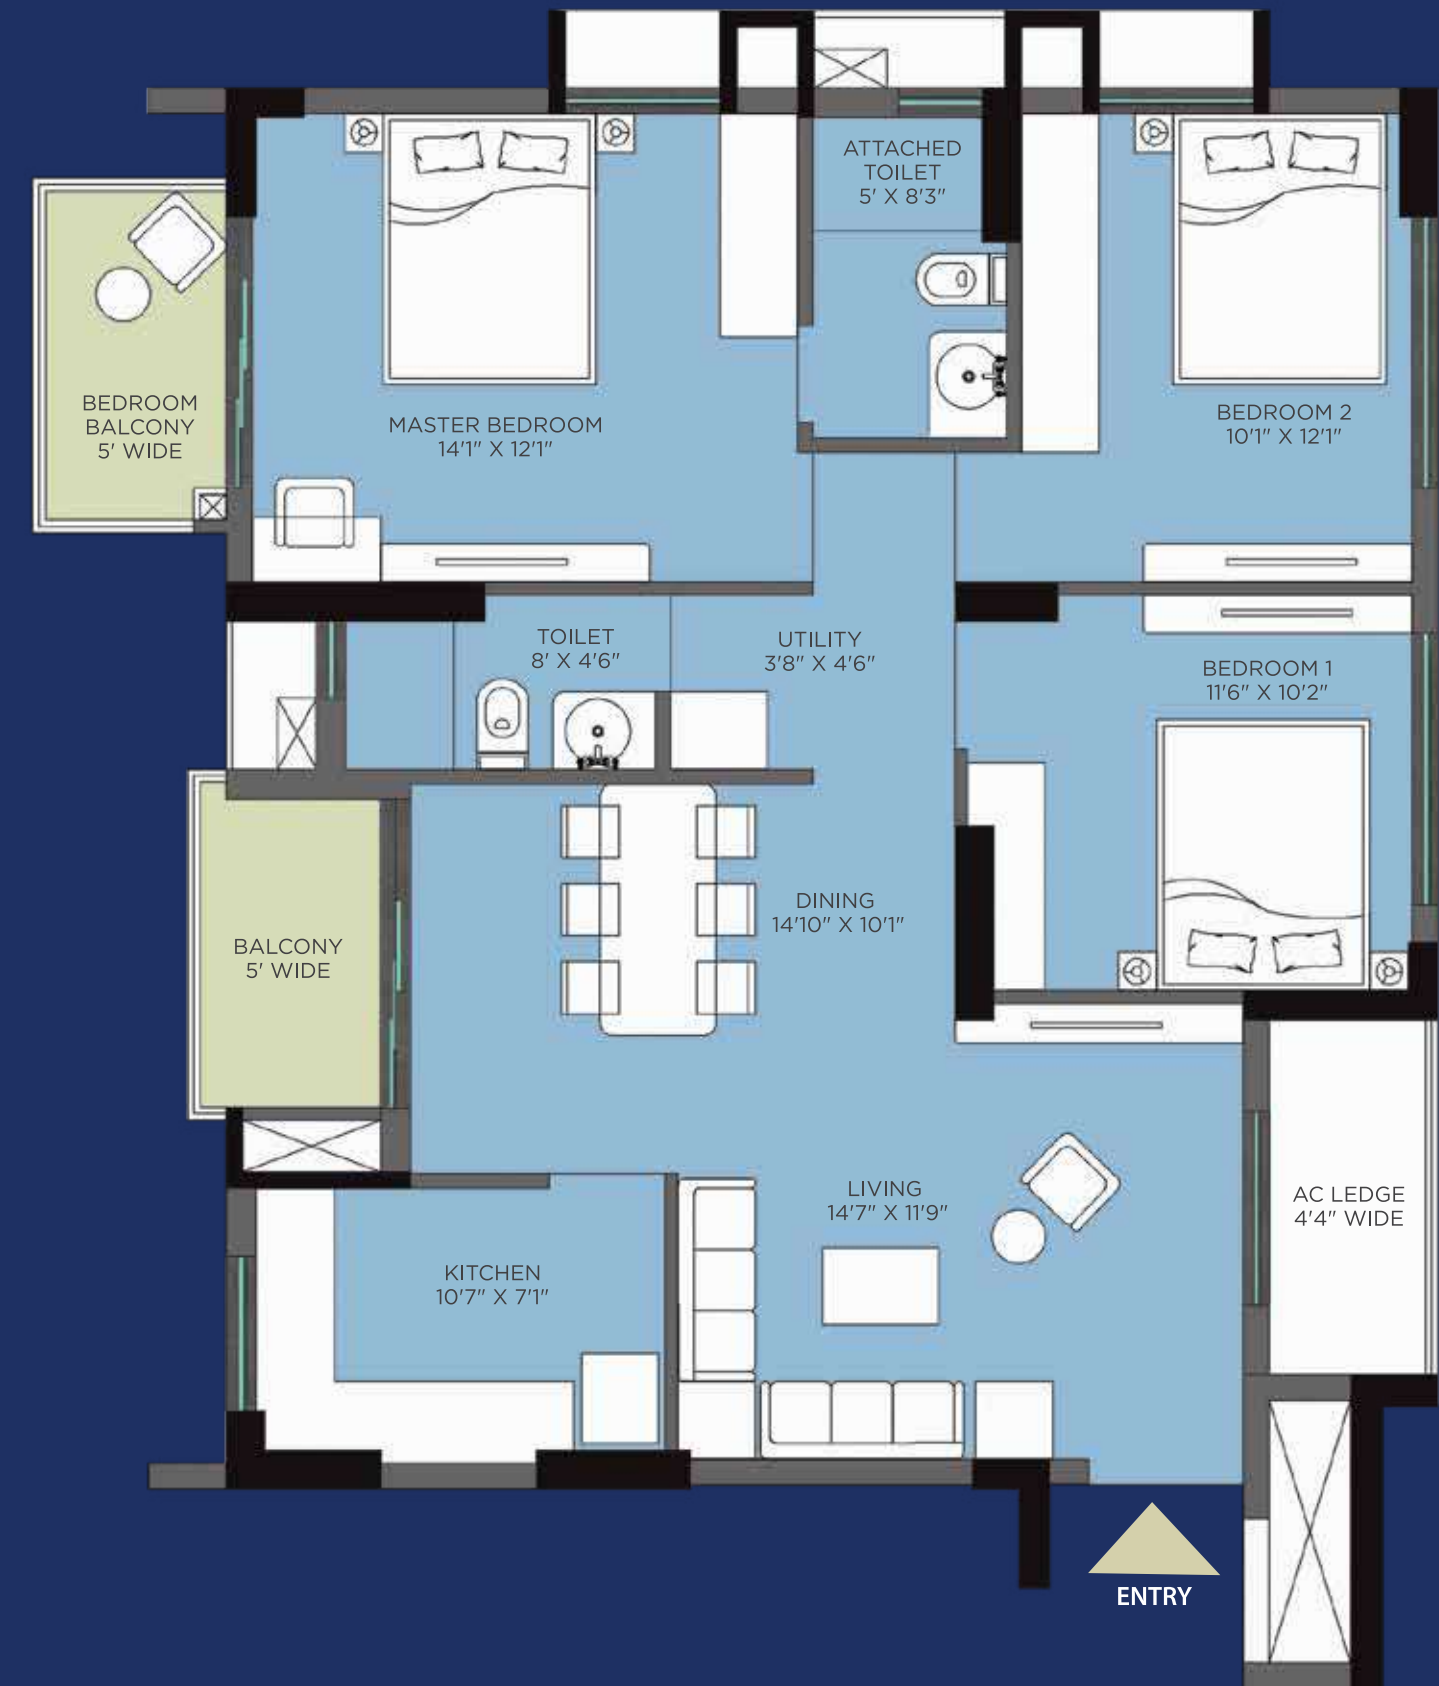 ATTACHED
TOILET
5' X 8'3"
BEDROOM
BALCONY
5' WIDE
MASTER BEDROOM
14'1" X 12'1"
BEDROOM 2
10'1" X 12'1"
TOILET
8' X 4'6"
UTILITY
3'8" X 4'6"
BEDROOM 1
11'6" X 10'2"
DINING
14'10" X 10'1"
BALCONY
5' WIDE
LIVING
14'7" X 11'9"
AC LEDGE
4'4" WIDE
KITCHEN
10'7" X 7'1"
ENTRY